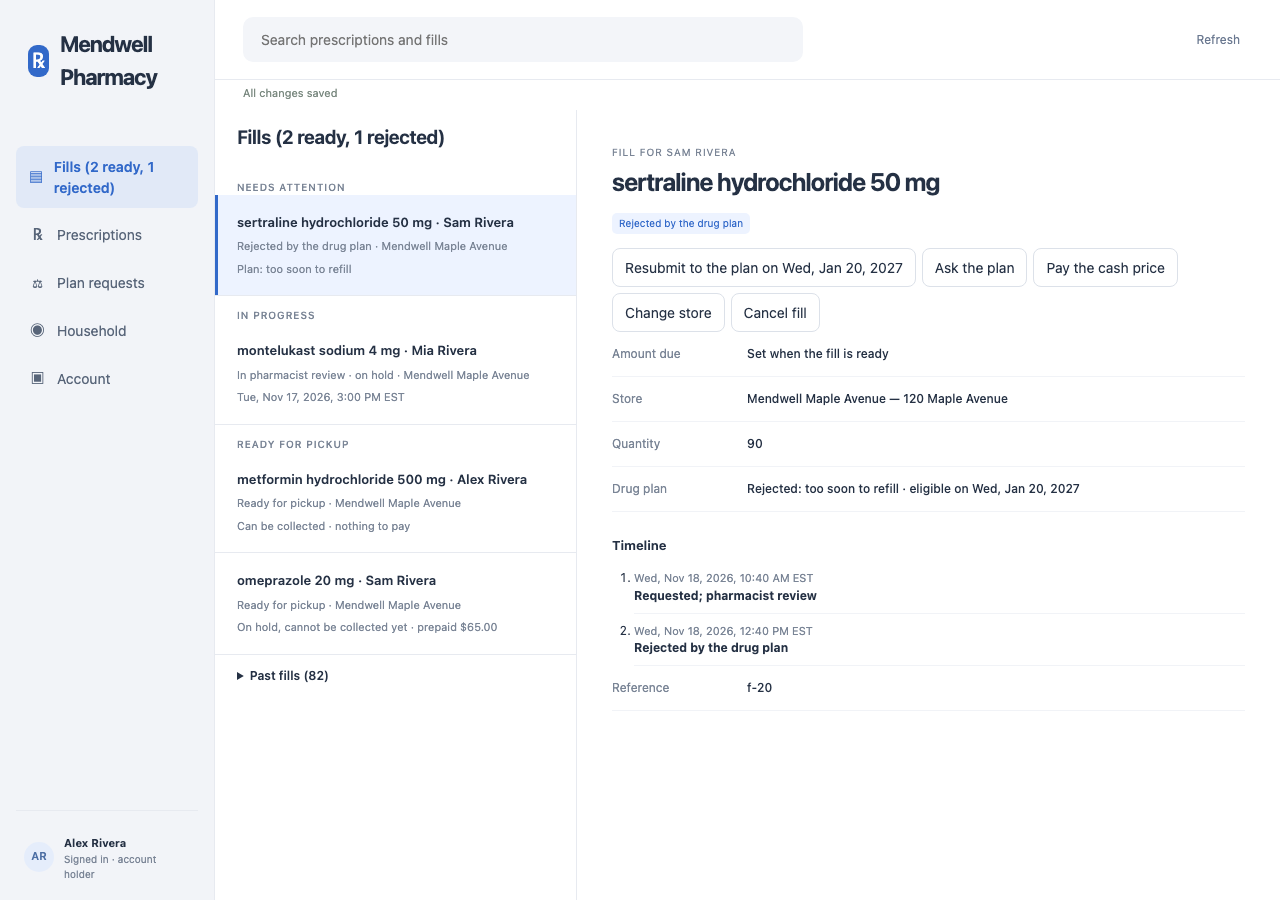 ℞
Mendwell
Pharmacy
Fills (2 ready, 1
rejected)
℞ Prescriptions
Plan requests
Household
Account
AR
Alex Rivera
Signed in · account
holder
Search prescriptions and fills
Refresh
All changes saved
Fills (2 ready, 1 rejected)
NEEDS ATTENTION
sertraline hydrochloride 50 mg · Sam Rivera
Rejected by the drug plan · Mendwell Maple Avenue
Plan: too soon to refill
IN PROGRESS
montelukast sodium 4 mg · Mia Rivera
In pharmacist review · on hold · Mendwell Maple Avenue
Tue, Nov 17, 2026, 3:00 PM EST
READY FOR PICKUP
metformin hydrochloride 500 mg · Alex Rivera
Ready for pickup · Mendwell Maple Avenue
Can be collected · nothing to pay
omeprazole 20 mg · Sam Rivera
Ready for pickup · Mendwell Maple Avenue
On hold, cannot be collected yet · prepaid $65.00
Past fills (82)
FILL FOR SAM RIVERA
sertraline hydrochloride 50 mg
Rejected by the drug plan
Resubmit to the plan on Wed, Jan 20, 2027 Ask the plan Pay the cash price
Change store Cancel fill
Amount due Set when the fill is ready
Store Mendwell Maple Avenue — 120 Maple Avenue
Quantity 90
Drug plan Rejected: too soon to refill · eligible on Wed, Jan 20, 2027
Timeline
1. Wed, Nov 18, 2026, 10:40 AM EST
Requested; pharmacist review
2. Wed, Nov 18, 2026, 12:40 PM EST
Rejected by the drug plan
Reference f-20